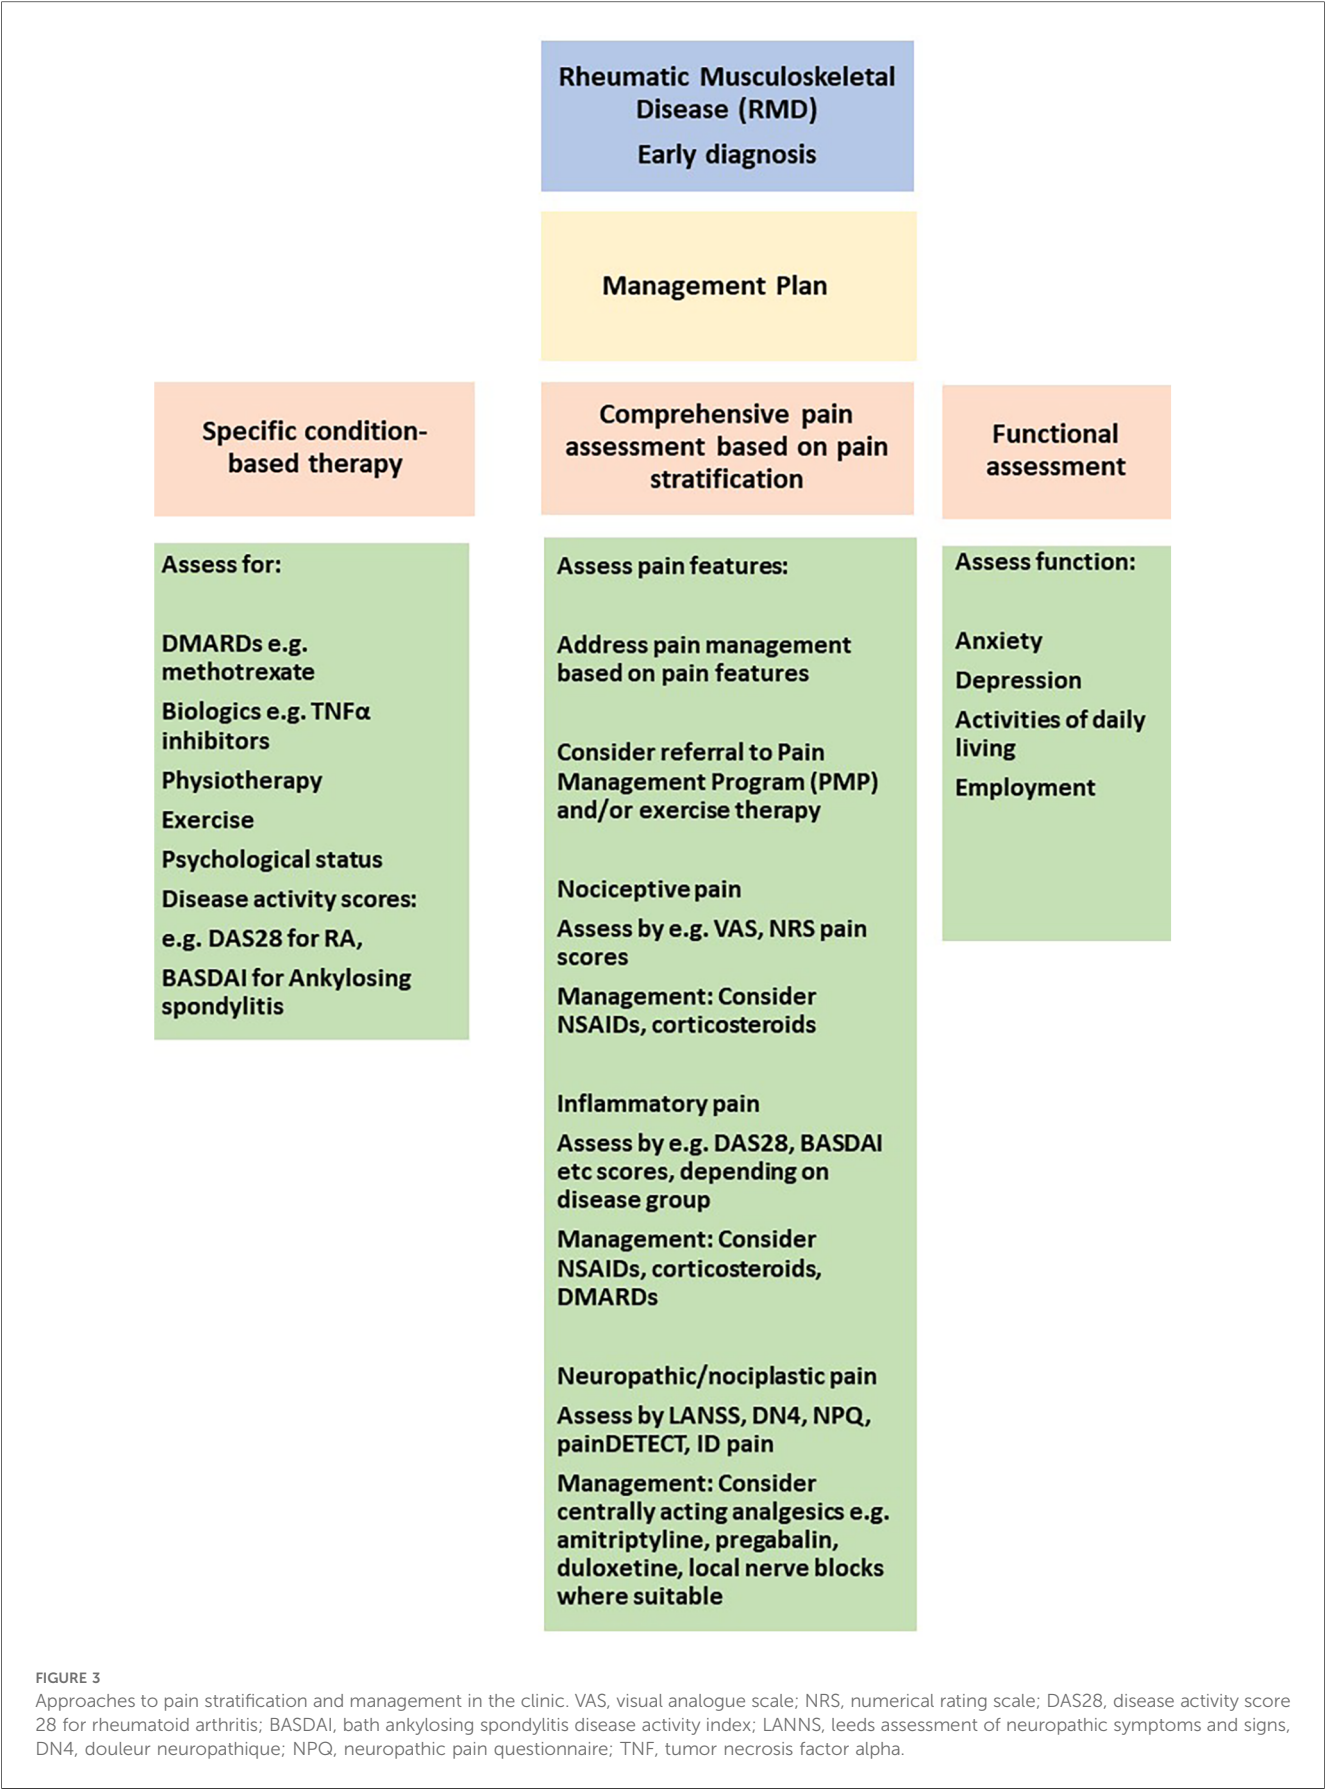 Rheumatic Musculoskeletal
Disease (RMD)
Early diagnosis
Management Plan
Specific condition-
based therapy
Assess for:
DMARDs e.g.
methotrexate
Biologics e.g. TNFα
inhibitors
Physiotherapy
Exercise
Psychological status
Disease activity scores:
e.g. DAS28 for RA,
BASDAI for Ankylosing
spondylitis
Comprehensive pain
assessment based on pain
stratification
Assess pain features:
Address pain management
based on pain features
Consider referral to Pain
Management Program (PMP)
and/or exercise therapy
Nociceptive pain
Assess by e.g. VAS, NRS pain
scores
Management: Consider
NSAIDs, corticosteroids
Inflammatory pain
Assess by e.g. DAS28, BASDAI
etc scores, depending on
disease group
Management: Consider
NSAIDs, corticosteroids,
DMARDs
Neuropathic/nociplastic pain
Assess by LANSS, DN4, NPQ,
painDETECT, ID pain
Management: Consider
centrally acting analgesics e.g.
amitriptyline, pregabalin,
duloxetine, local nerve blocks
where suitable
Functional
assessment
Assess function:
Anxiety
Depression
Activities of daily
living
Employment
FIGURE 3
Approaches to pain stratification and management in the clinic. VAS, visual analogue scale; NRS, numerical rating scale; DAS28, disease activity score
28 for rheumatoid arthritis; BASDAI, bath ankylosing spondylitis disease activity index; LANNS, leeds assessment of neuropathic symptoms and signs,
DN4, douleur neuropathique; NPQ, neuropathic pain questionnaire; TNF, tumor necrosis factor alpha.